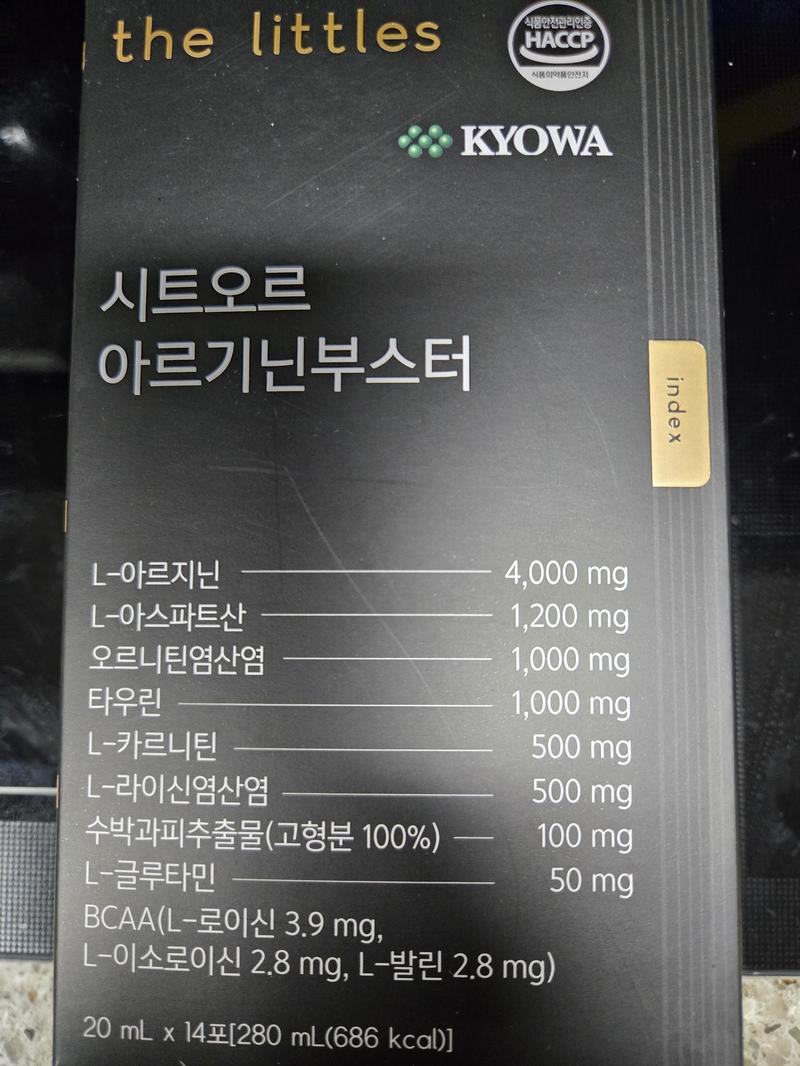 the littles
식품안전관리인증
HACCP
식품의약품안전처
KYOWA
시트오르
아르기닌부스터
index
L-아르지닌 4,000 mg
L-아스파트산 1,200 mg
오르니틴염산염 1,000 mg
타우린 1,000 mg
L-카르니틴 500 mg
L-라이신염산염 500 mg
수박과피추출물(고형분 100%) 100 mg
L-글루타민 50 mg
BCAA(L-로이신 3.9 mg,
L-이소로이신 2.8 mg, L-발린 2.8 mg)
20 mL x 14포[280 mL(686 kcal)]